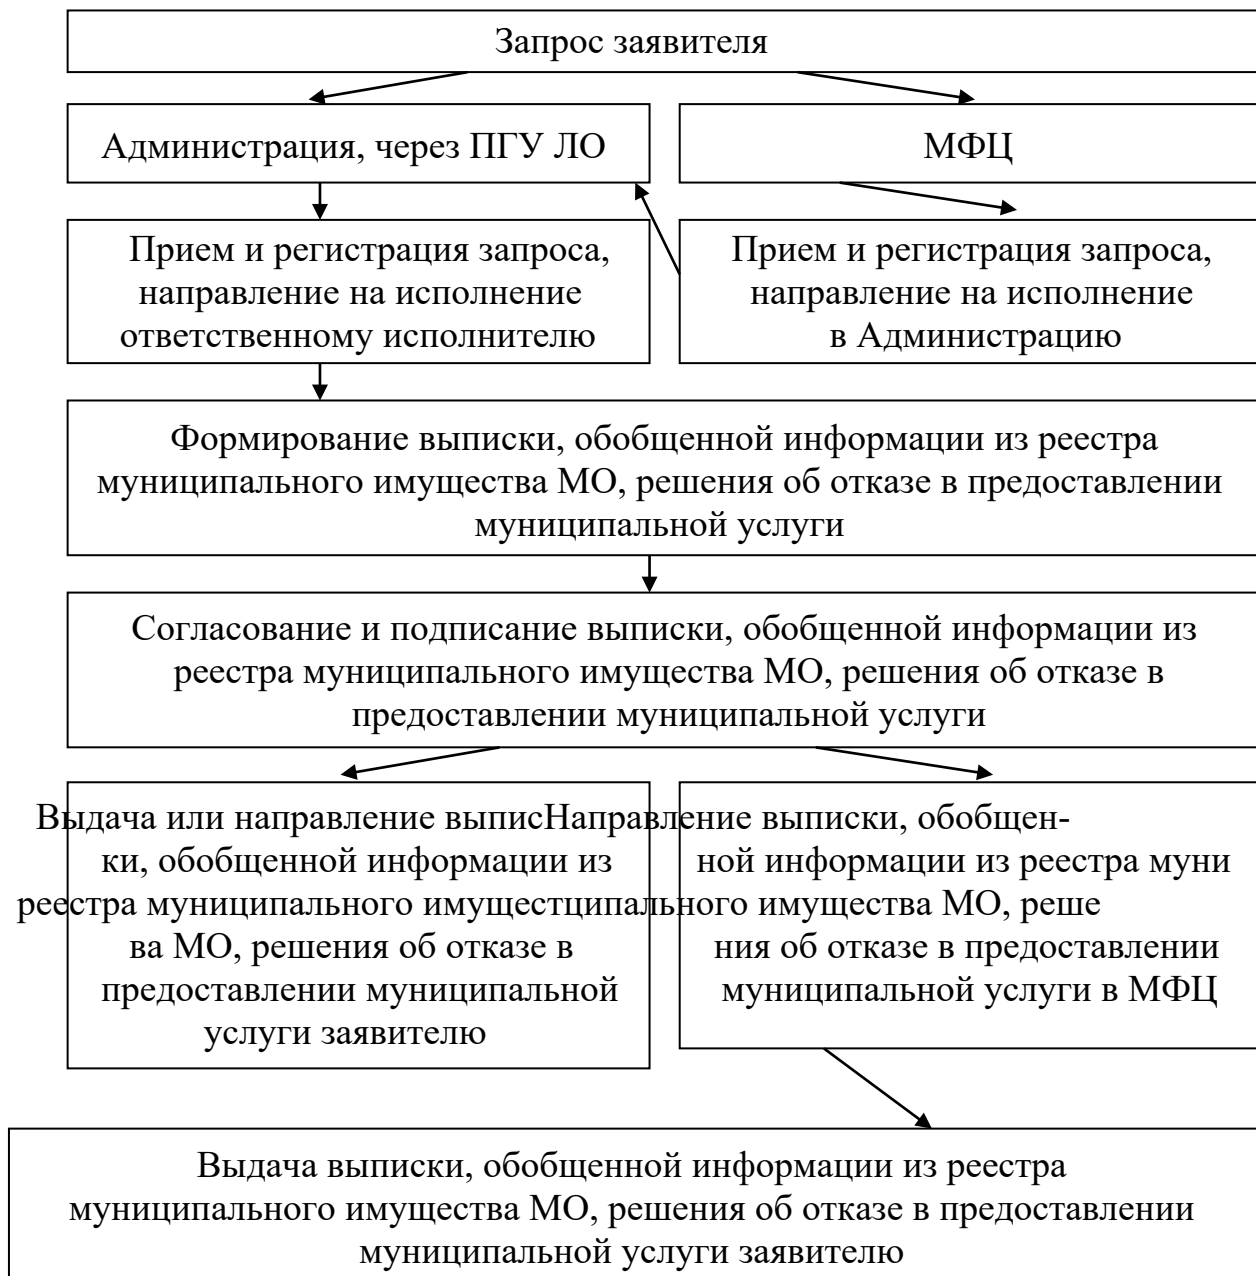 Запрос заявителя
Администрация, через ПГУ ЛО
МФЦ
Прием и регистрация запроса,
направление на исполнение
ответственному исполнителю
Прием и регистрация запроса,
направление на исполнение
в Администрацию
Формирование выписки, обобщенной информации из реестра
муниципального имущества МО, решения об отказе в предоставлении
муниципальной услуги
Согласование и подписание выписки, обобщенной информации из
реестра муниципального имущества МО, решения об отказе в
предоставлении муниципальной услуги
Выдача или направление выпис
ки, обобщенной информации из
реестра муниципального имущест
ва МО, решения об отказе в
предоставлении муниципальной
услуги заявителю
Направление выписки, обобщен-
ной информации из реестра муни
ципального имущества МО, реше
ния об отказе в предоставлении
муниципальной услуги в МФЦ
Выдача выписки, обобщенной информации из реестра
муниципального имущества МО, решения об отказе в предоставлении
муниципальной услуги заявителю